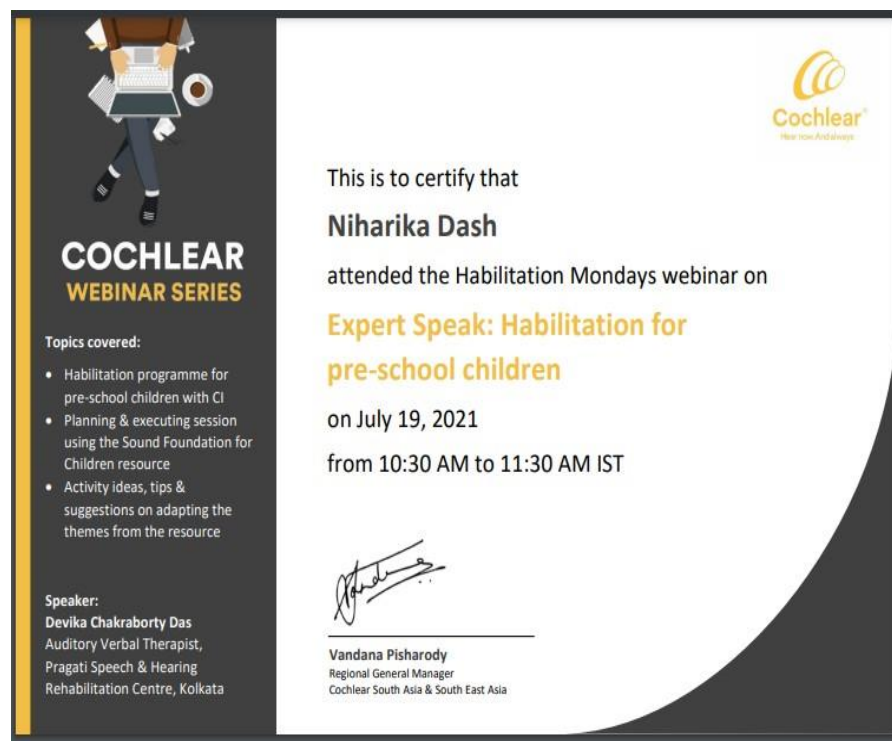 COCHLEAR
WEBINAR SERIES
Topics covered:
• Habilitation programme for
pre-school children with CI
• Planning & executing session
using the Sound Foundation for
Children resource
• Activity ideas, tips &
suggestions on adapting the
themes from the resource
Speaker:
Devika Chakraborty Das
Auditory Verbal Therapist,
Pragati Speech & Hearing
Rehabilitation Centre, Kolkata
Cochlear®
Hear now. And always
This is to certify that
Niharika Dash
attended the Habilitation Mondays webinar on
Expert Speak: Habilitation for
pre-school children
on July 19, 2021
from 10:30 AM to 11:30 AM IST
Vandana Pisharody
Regional General Manager
Cochlear South Asia & South East Asia